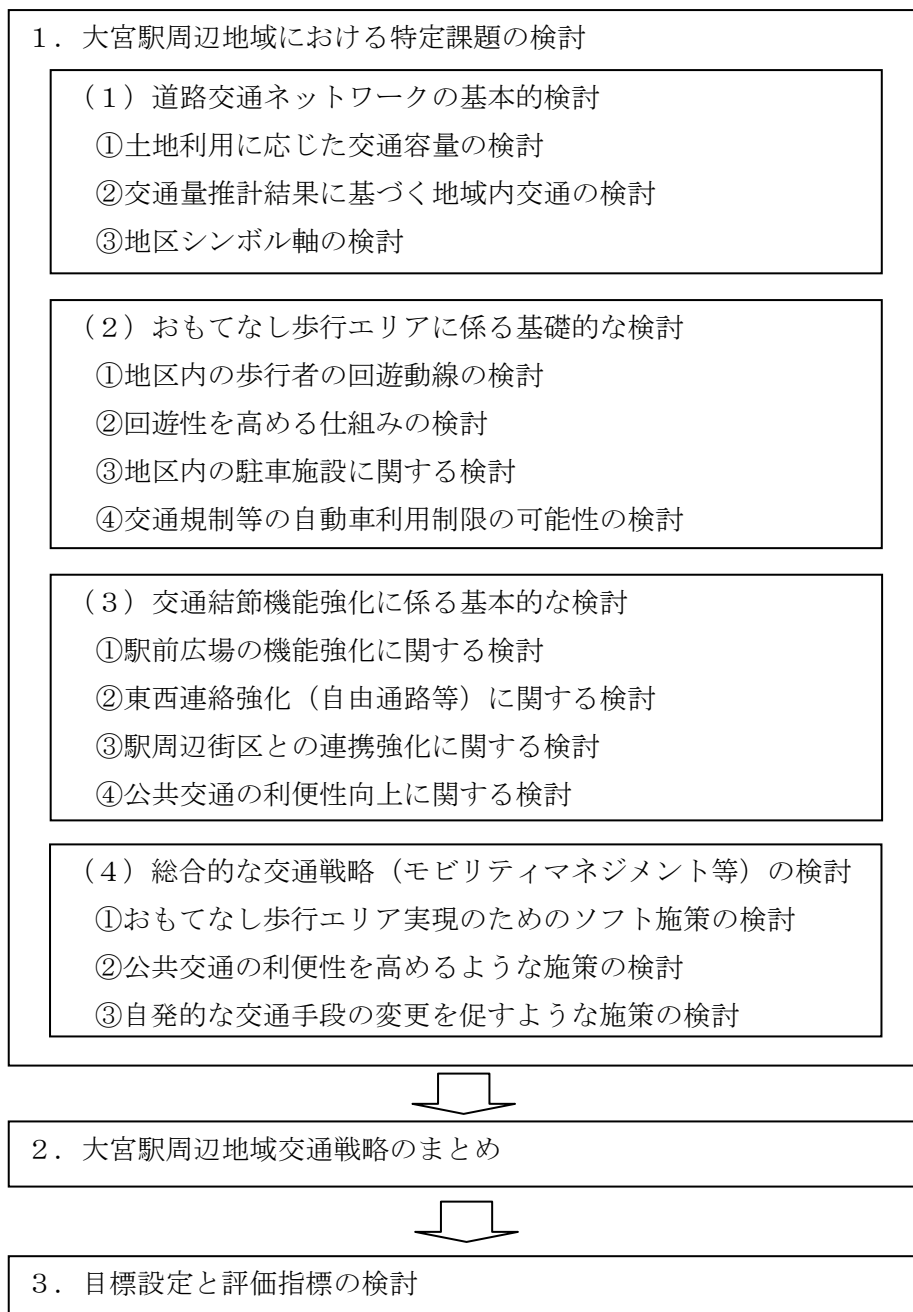 １．大宮駅周辺地域における特定課題の検討
（１）道路交通ネットワークの基本的検討
①土地利用に応じた交通容量の検討
②交通量推計結果に基づく地域内交通の検討
③地区シンボル軸の検討
（２）おもてなし歩行エリアに係る基礎的な検討
①地区内の歩行者の回遊動線の検討
②回遊性を高める仕組みの検討
③地区内の駐車施設に関する検討
④交通規制等の自動車利用制限の可能性の検討
（３）交通結節機能強化に係る基本的な検討
①駅前広場の機能強化に関する検討
②東西連絡強化（自由通路等）に関する検討
③駅周辺街区との連携強化に関する検討
④公共交通の利便性向上に関する検討
（４）総合的な交通戦略（モビリティマネジメント等）の検討
①おもてなし歩行エリア実現のためのソフト施策の検討
②公共交通の利便性を高めるような施策の検討
③自発的な交通手段の変更を促すような施策の検討
２．大宮駅周辺地域交通戦略のまとめ
３．目標設定と評価指標の検討